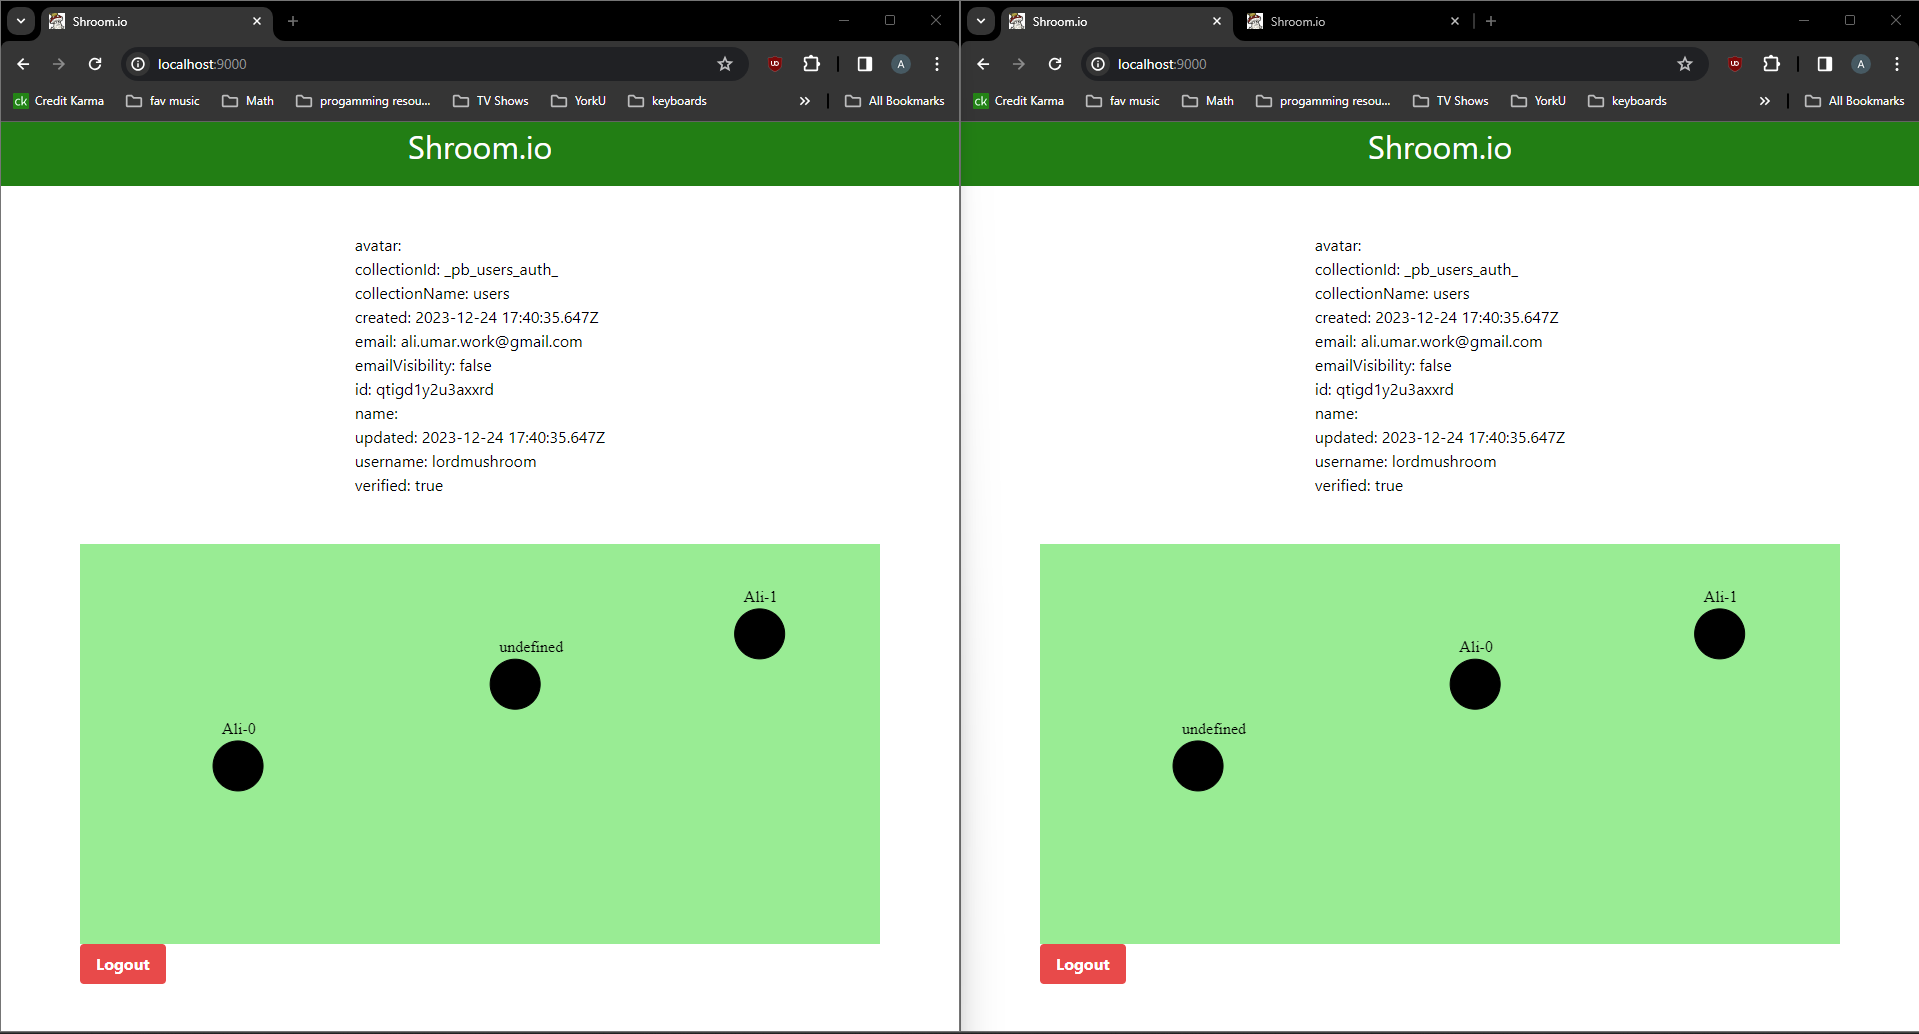 Shroom.io
localhost:9000
Credit Karma fav music Math progamming resou... TV Shows YorkU keyboards All Bookmarks
Shroom.io
avatar:
collectionId: _pb_users_auth_
collectionName: users
created: 2023-12-24 17:40:35.647Z
email: ali.umar.work@gmail.com
emailVisibility: false
id: qtigd1y2u3axxrd
name:
updated: 2023-12-24 17:40:35.647Z
username: lordmushroom
verified: true
Ali-1
undefined
Ali-0
Logout
Shroom.io Shroom.io
localhost:9000
Credit Karma fav music Math progamming resou... TV Shows YorkU keyboards All Bookmarks
Shroom.io
avatar:
collectionId: _pb_users_auth_
collectionName: users
created: 2023-12-24 17:40:35.647Z
email: ali.umar.work@gmail.com
emailVisibility: false
id: qtigd1y2u3axxrd
name:
updated: 2023-12-24 17:40:35.647Z
username: lordmushroom
verified: true
Ali-1
Ali-0
undefined
Logout